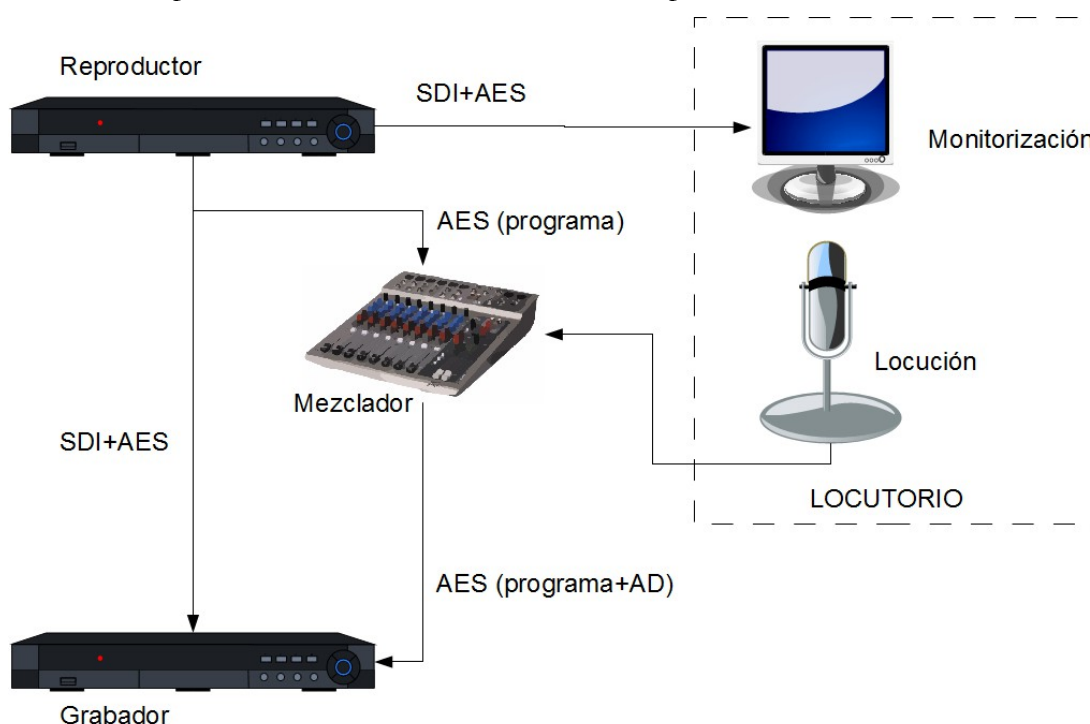 Reproductor
SDI+AES
Monitorización
AES (programa)
Locución
Mezclador
SDI+AES
LOCUTORIO
AES (programa+AD)
Grabador